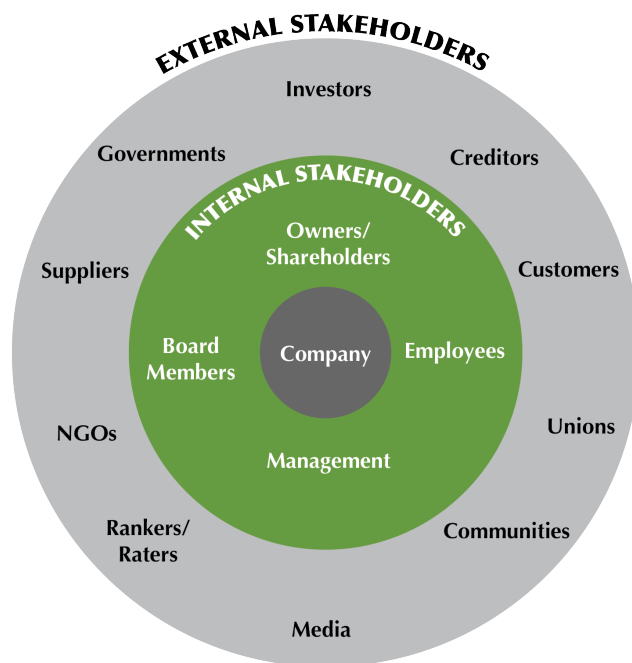 EXTERNAL STAKEHOLDERS
Investors
Governments
Creditors
INTERNAL STAKEHOLDERS
Owners/
Shareholders
Suppliers
Customers
Board
Members
Company
Employees
NGOs
Unions
Management
Rankers/
Raters
Communities
Media